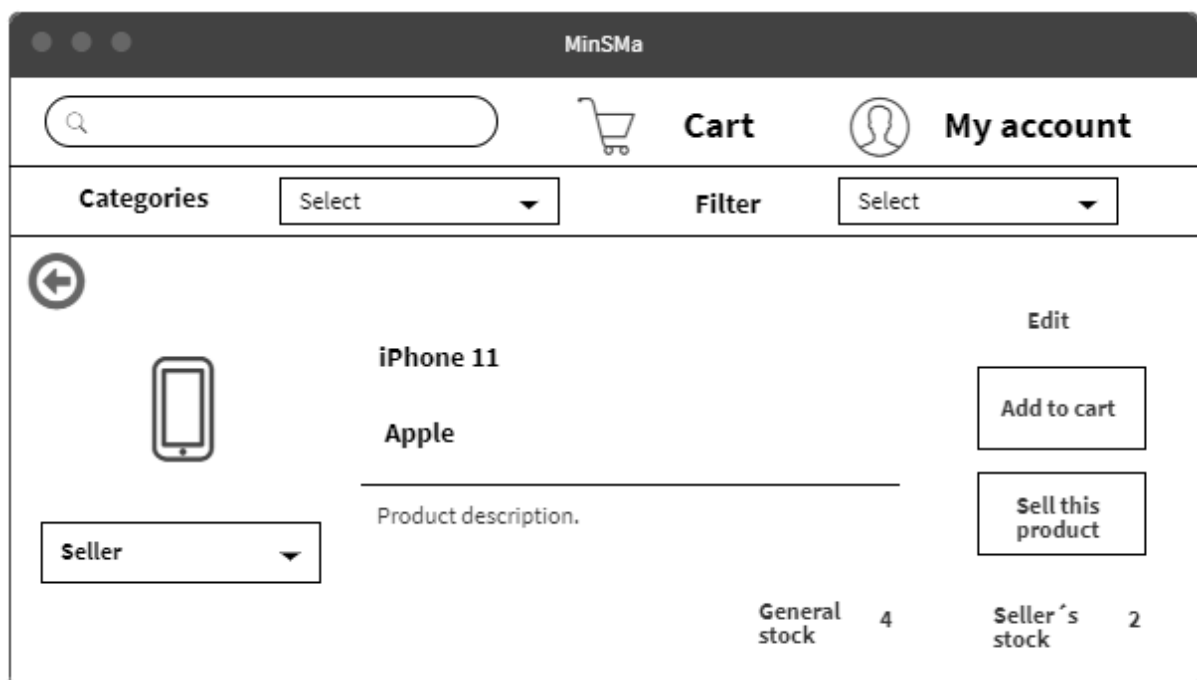 MinSMa
Cart
My account
Categories
Select
Filter
Select
Edit
iPhone 11
Add to cart
Apple
Sell this
product
Product description.
Seller
General
stock
4
Seller´s
stock
2